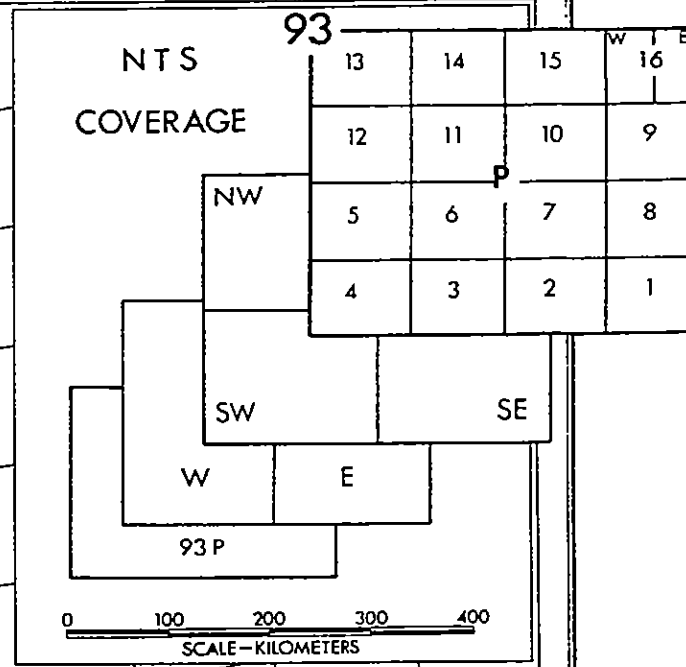 93
NTS
COVERAGE
W E
13 14 15 16
12 11 10 9
P
5 6 7 8
4 3 2 1
NW
SW SE
W E
93 P
0 100 200 300 400
SCALE-KILOMETERS